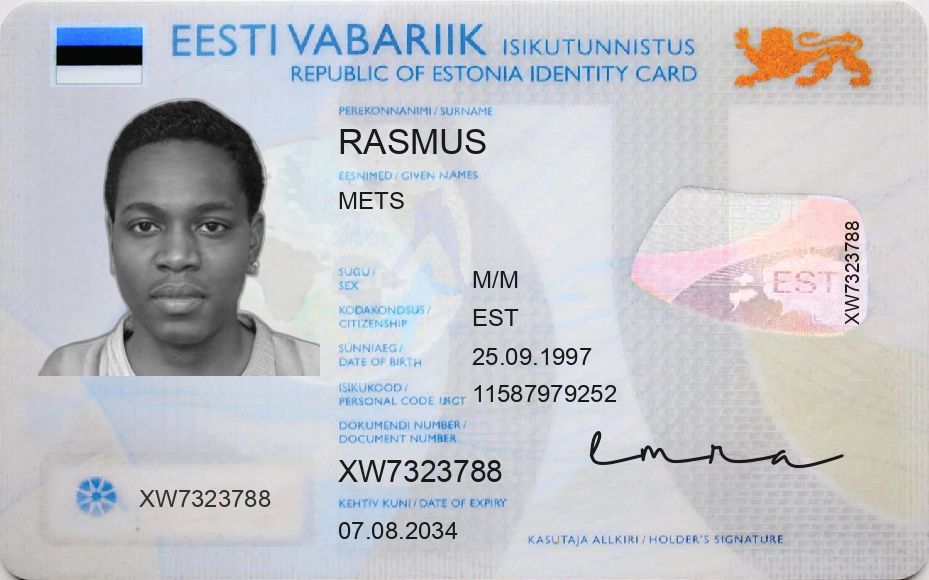 EESTI VABARIIK ISIKUTUNNISTUS
REPUBLIC OF ESTONIA IDENTITY CARD
PEREKONNANIMI / SURNAME
RASMUS
EESNIMED / GIVEN NAMES
METS
SUGU /
SEX
M/M
KODAKONDSUS /
CITIZENSHIP
EST
SÜNNIAEG /
DATE OF BIRTH
25.09.1997
ISIKUKOOD /
PERSONAL CODE
11587979252
DOKUMENDI NUMBER /
DOCUMENT NUMBER
XW7323788
KEHTIV KUNI / DATE OF EXPIRY
07.08.2034
XW7323788
EST
XW7323788
KASUTAJA ALLKIRI / HOLDER'S SIGNATURE